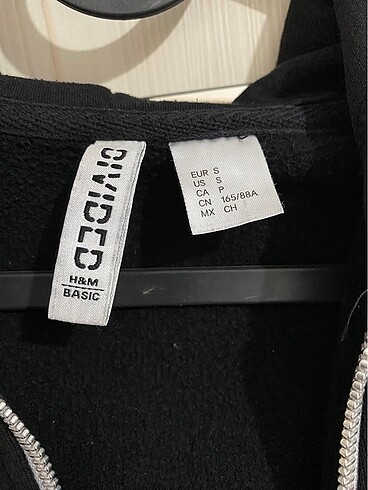 DIVIDED
H&M
BASIC
EUR S
US S
CA P
CN 165/88A
MX CH